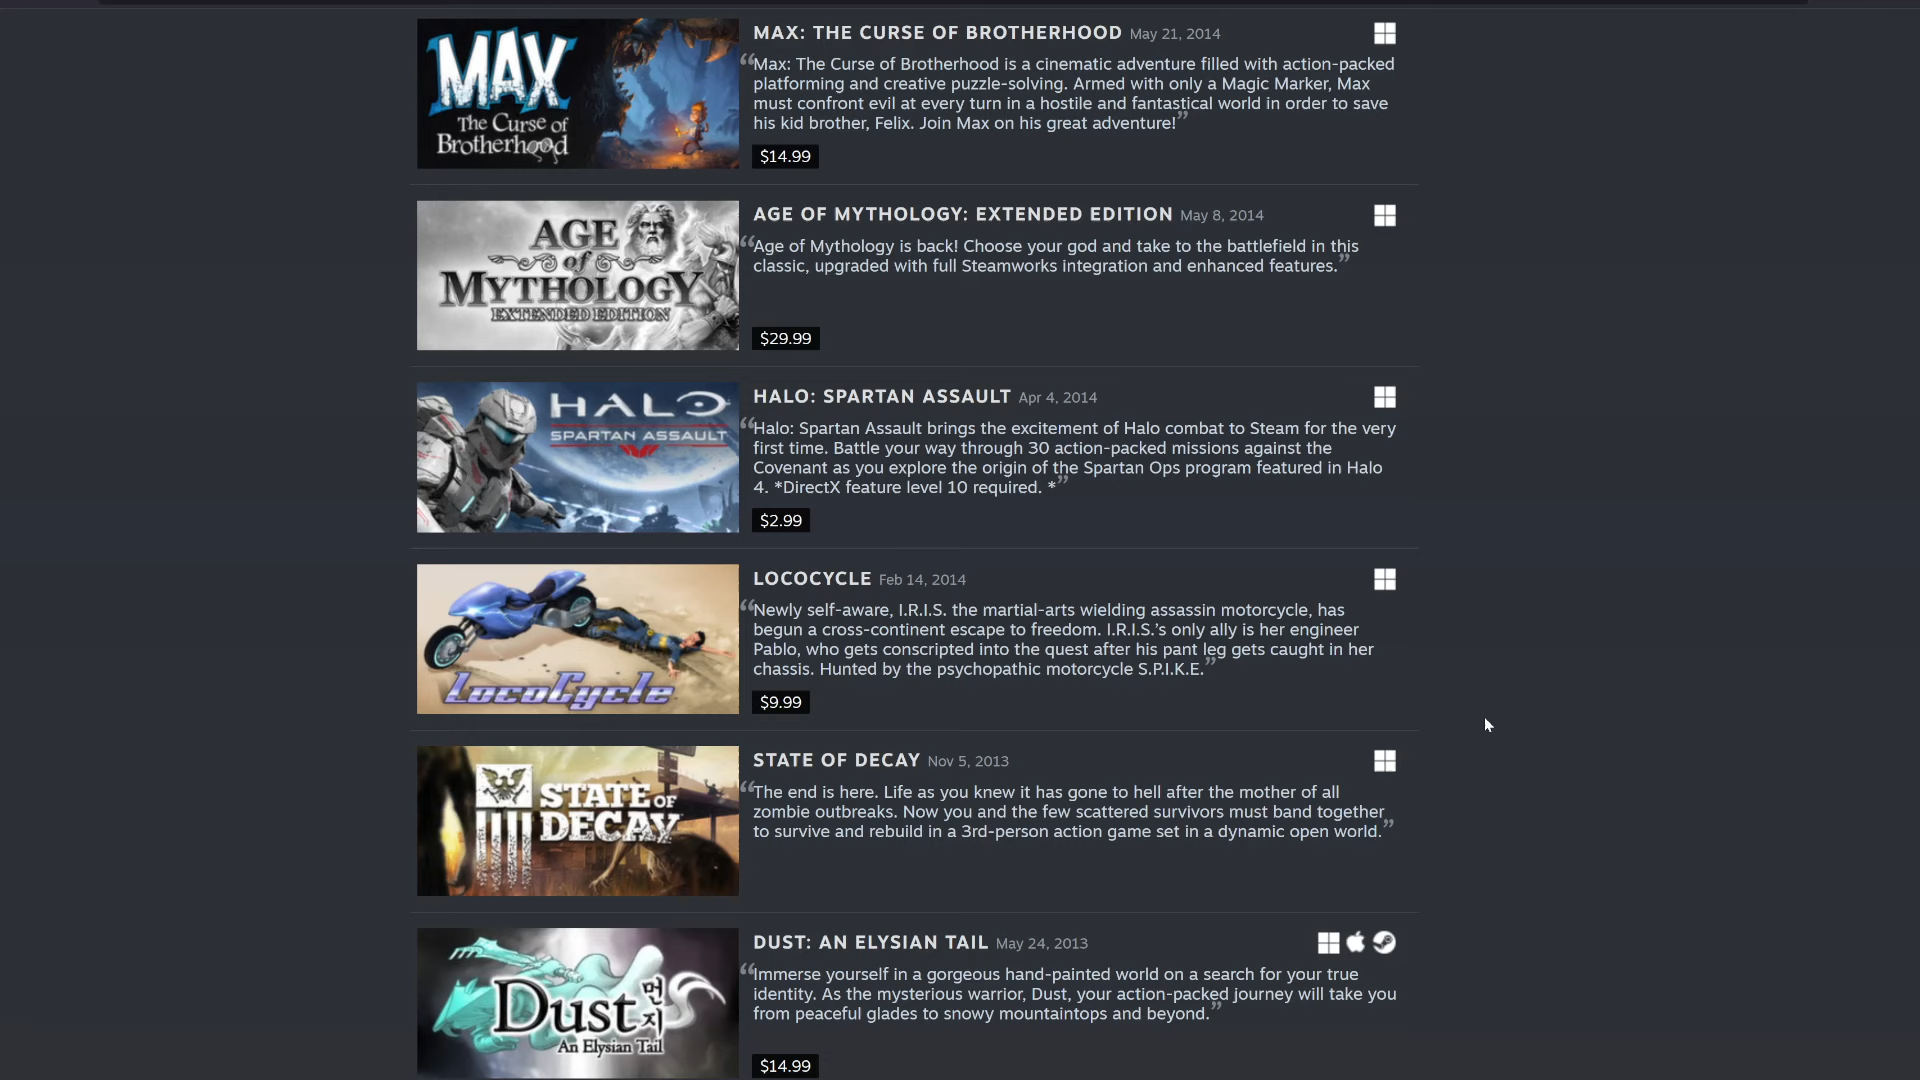 MAX
The Curse of
Brotherhood
MAX: THE CURSE OF BROTHERHOOD May 21, 2014
“Max: The Curse of Brotherhood is a cinematic adventure filled with action-packed
platforming and creative puzzle-solving. Armed with only a Magic Marker, Max
must confront evil at every turn in a hostile and fantastical world in order to save
his kid brother, Felix. Join Max on his great adventure!”
$14.99
AGE
of
MYTHOLOGY
EXTENDED EDITION
AGE OF MYTHOLOGY: EXTENDED EDITION May 8, 2014
“Age of Mythology is back! Choose your god and take to the battlefield in this
classic, upgraded with full Steamworks integration and enhanced features.”
$29.99
HALO
SPARTAN ASSAULT
HALO: SPARTAN ASSAULT Apr 4, 2014
“Halo: Spartan Assault brings the excitement of Halo combat to Steam for the very
first time. Battle your way through 30 action-packed missions against the
Covenant as you explore the origin of the Spartan Ops program featured in Halo
4. *DirectX feature level 10 required. *”
$2.99
LocoCycle
LOCOCYCLE Feb 14, 2014
“Newly self-aware, I.R.I.S. the martial-arts wielding assassin motorcycle, has
begun a cross-continent escape to freedom. I.R.I.S.’s only ally is her engineer
Pablo, who gets conscripted into the quest after his pant leg gets caught in her
chassis. Hunted by the psychopathic motorcycle S.P.I.K.E.”
$9.99
STATE OF
DECAY
STATE OF DECAY Nov 5, 2013
“The end is here. Life as you knew it has gone to hell after the mother of all
zombie outbreaks. Now you and the few scattered survivors must band together
to survive and rebuild in a 3rd-person action game set in a dynamic open world.”
Dust 먼지
An Elysian Tail
DUST: AN ELYSIAN TAIL May 24, 2013
“Immerse yourself in a gorgeous hand-painted world on a search for your true
identity. As the mysterious warrior, Dust, your action-packed journey will take you
from peaceful glades to snowy mountaintops and beyond.”
$14.99